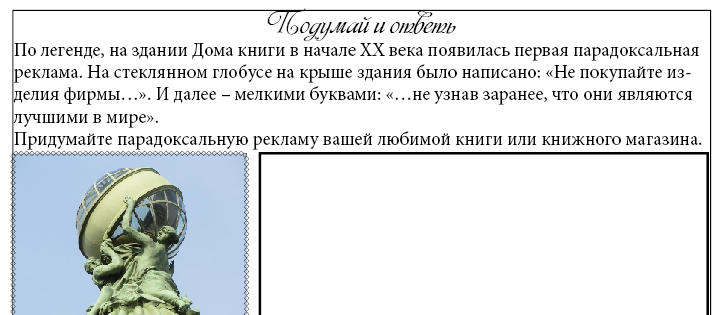 Подумай и ответь
По легенде, на здании Дома книги в начале XX века появилась первая парадоксальная
реклама. На стеклянном глобусе на крыше здания было написано: «Не покупайте из-
делия фирмы…». И далее – мелкими буквами: «…не узнав заранее, что они являются
лучшими в мире».
Придумайте парадоксальную рекламу вашей любимой книги или книжного магазина.